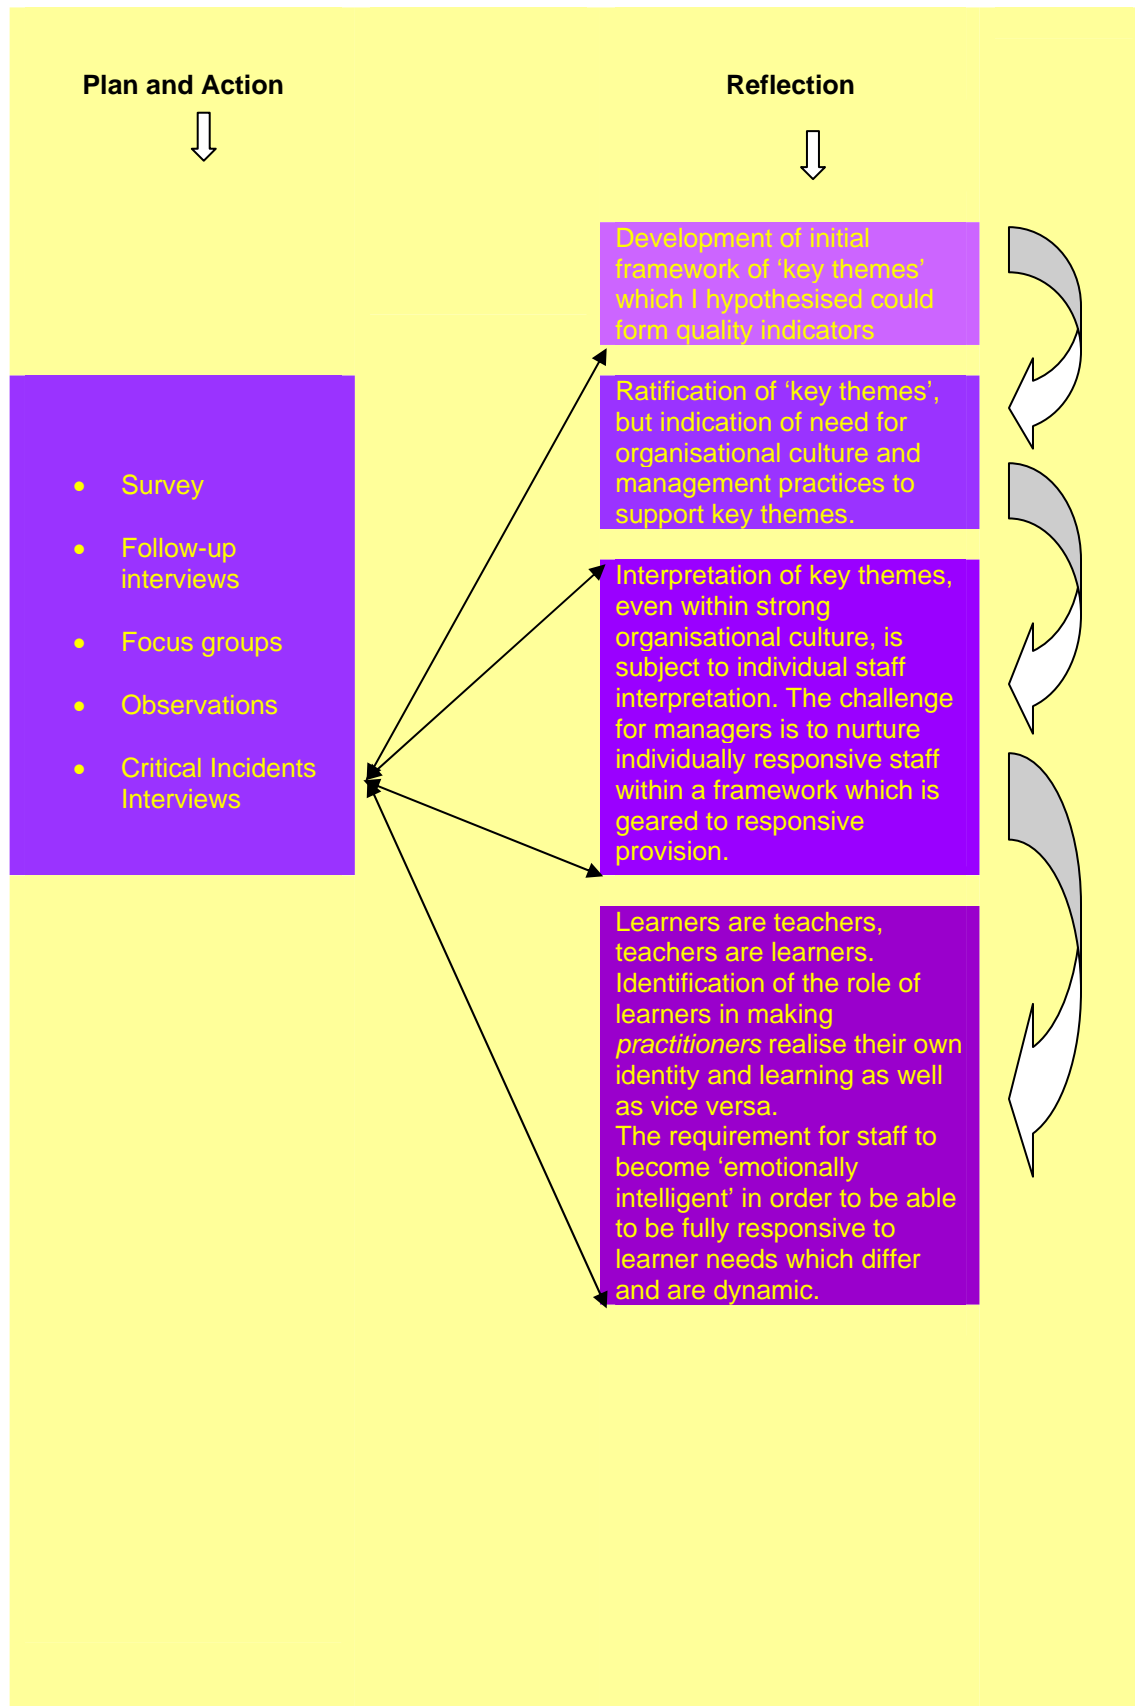 Plan and Action
Reflection
Development of initial
framework of ‘key themes’
which I hypothesised could
form quality indicators
Ratification of ‘key themes’,
but indication of need for
organisational culture and
management practices to
support key themes.
• Survey
• Follow-up
interviews
• Focus groups
• Observations
• Critical Incidents
Interviews
Interpretation of key themes,
even within strong
organisational culture, is
subject to individual staff
interpretation. The challenge
for managers is to nurture
individually responsive staff
within a framework which is
geared to responsive
provision.
Learners are teachers,
teachers are learners.
Identification of the role of
learners in making
practitioners realise their own
identity and learning as well
as vice versa.
The requirement for staff to
become ‘emotionally
intelligent’ in order to be able
to be fully responsive to
learner needs which differ
and are dynamic.